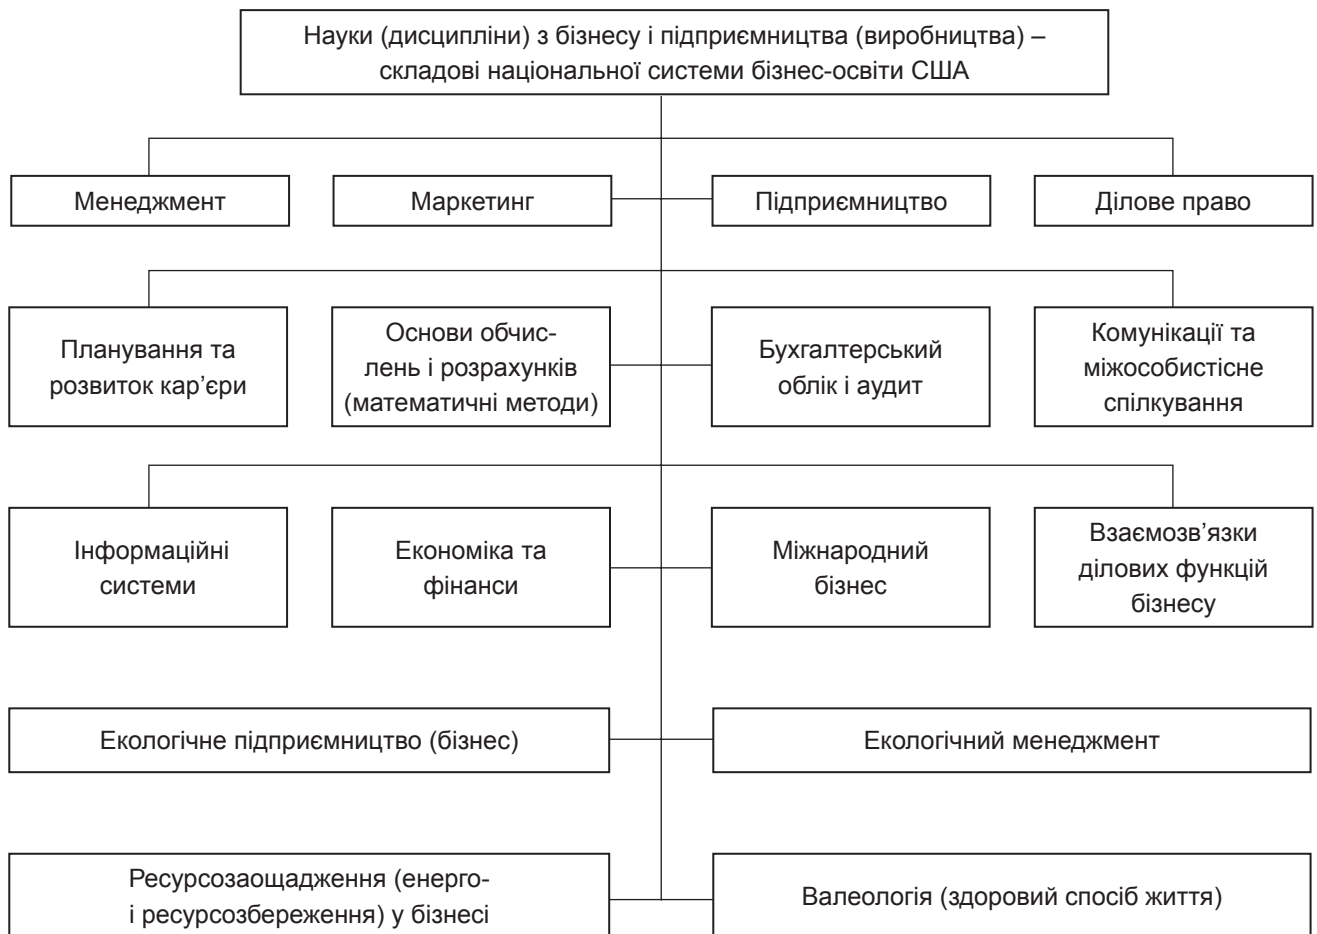 Науки (дисципліни) з бізнесу і підприємництва (виробництва) –
складові національної системи бізнес-освіти США
Менеджмент
Маркетинг
Підприємництво
Ділове право
Планування та
розвиток кар’єри
Основи обчис-
лень і розрахунків
(математичні методи)
Бухгалтерський
облік і аудит
Комунікації та
міжособистісне
спілкування
Інформаційні
системи
Економіка та
фінанси
Міжнародний
бізнес
Взаємозв’язки
ділових функцій
бізнесу
Екологічне підприємництво (бізнес)
Екологічний менеджмент
Ресурсозаощадження (енерго-
і ресурсозбереження) у бізнесі
Валеологія (здоровий спосіб життя)